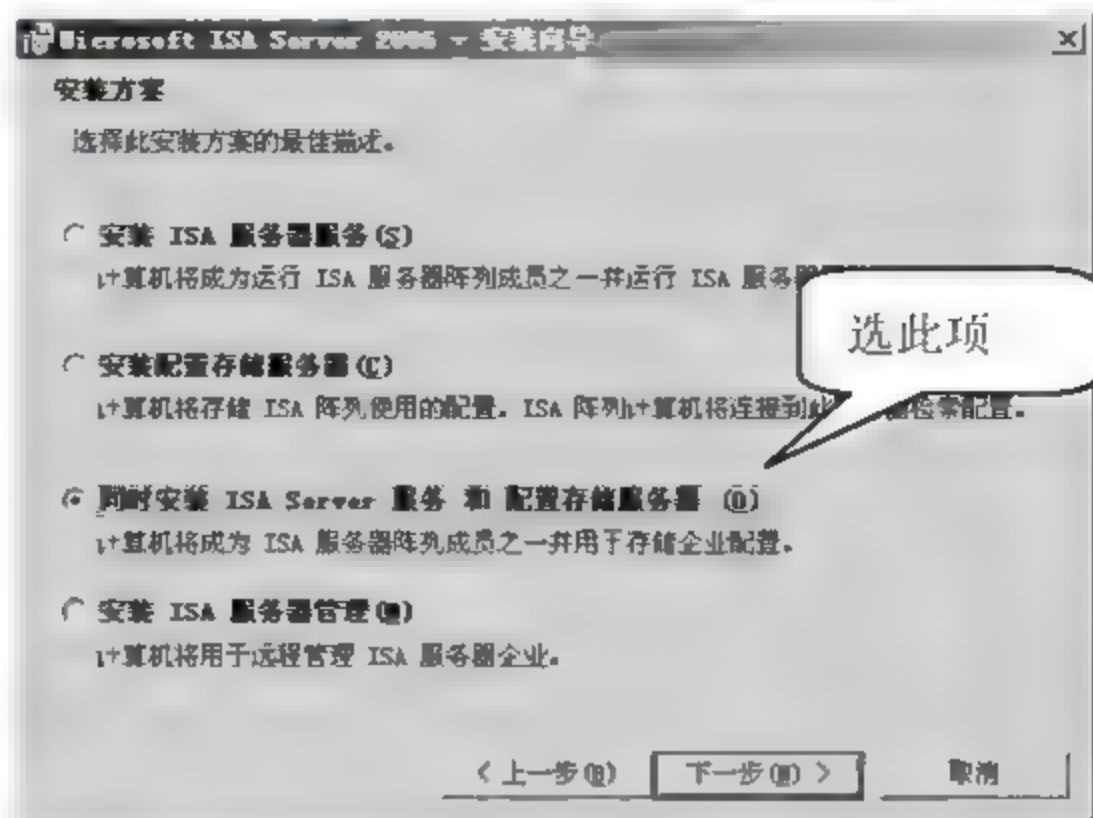 Microsoft ISA Server 2006 - 安装向导
安装方案
选择此安装方案的最佳描述。
安装 ISA 服务器服务(S)
计算机将成为运行 ISA 服务器阵列成员之一并运行 ISA 服务
选此项
安装配置存储服务器(C)
计算机将存储 ISA 阵列使用的配置。ISA 阵列计算机将连接到此 检索配置。
同时安装 ISA Server 服务 和 配置存储服务器 (O)
计算机将成为 ISA 服务器阵列成员之一并用于存储企业配置。
安装 ISA 服务器管理(M)
计算机将用于远程管理 ISA 服务器企业。
< 上一步(B) 下一步(N) > 取消